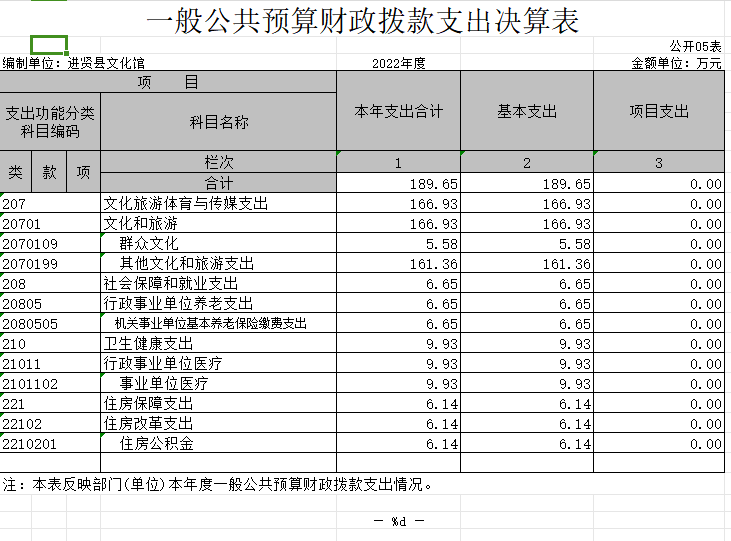 一般公共预算财政拨款支出决算表
公开05表
编制单位：进贤县文化馆 2022年度 金额单位：万元
项 目 本年支出合计 基本支出 项目支出
支出功能分类科目编码 科目名称
类 款 项 栏次 1 2 3
合计 189.65 189.65 0.00
207 文化旅游体育与传媒支出 166.93 166.93 0.00
20701 文化和旅游 166.93 166.93 0.00
2070109 群众文化 5.58 5.58 0.00
2070199 其他文化和旅游支出 161.36 161.36 0.00
208 社会保障和就业支出 6.65 6.65 0.00
20805 行政事业单位养老支出 6.65 6.65 0.00
2080505 机关事业单位基本养老保险缴费支出 6.65 6.65 0.00
210 卫生健康支出 9.93 9.93 0.00
21011 行政事业单位医疗 9.93 9.93 0.00
2101102 事业单位医疗 9.93 9.93 0.00
221 住房保障支出 6.14 6.14 0.00
22102 住房改革支出 6.14 6.14 0.00
2210201 住房公积金 6.14 6.14 0.00
注：本表反映部门(单位)本年度一般公共预算财政拨款支出情况。
— %d —